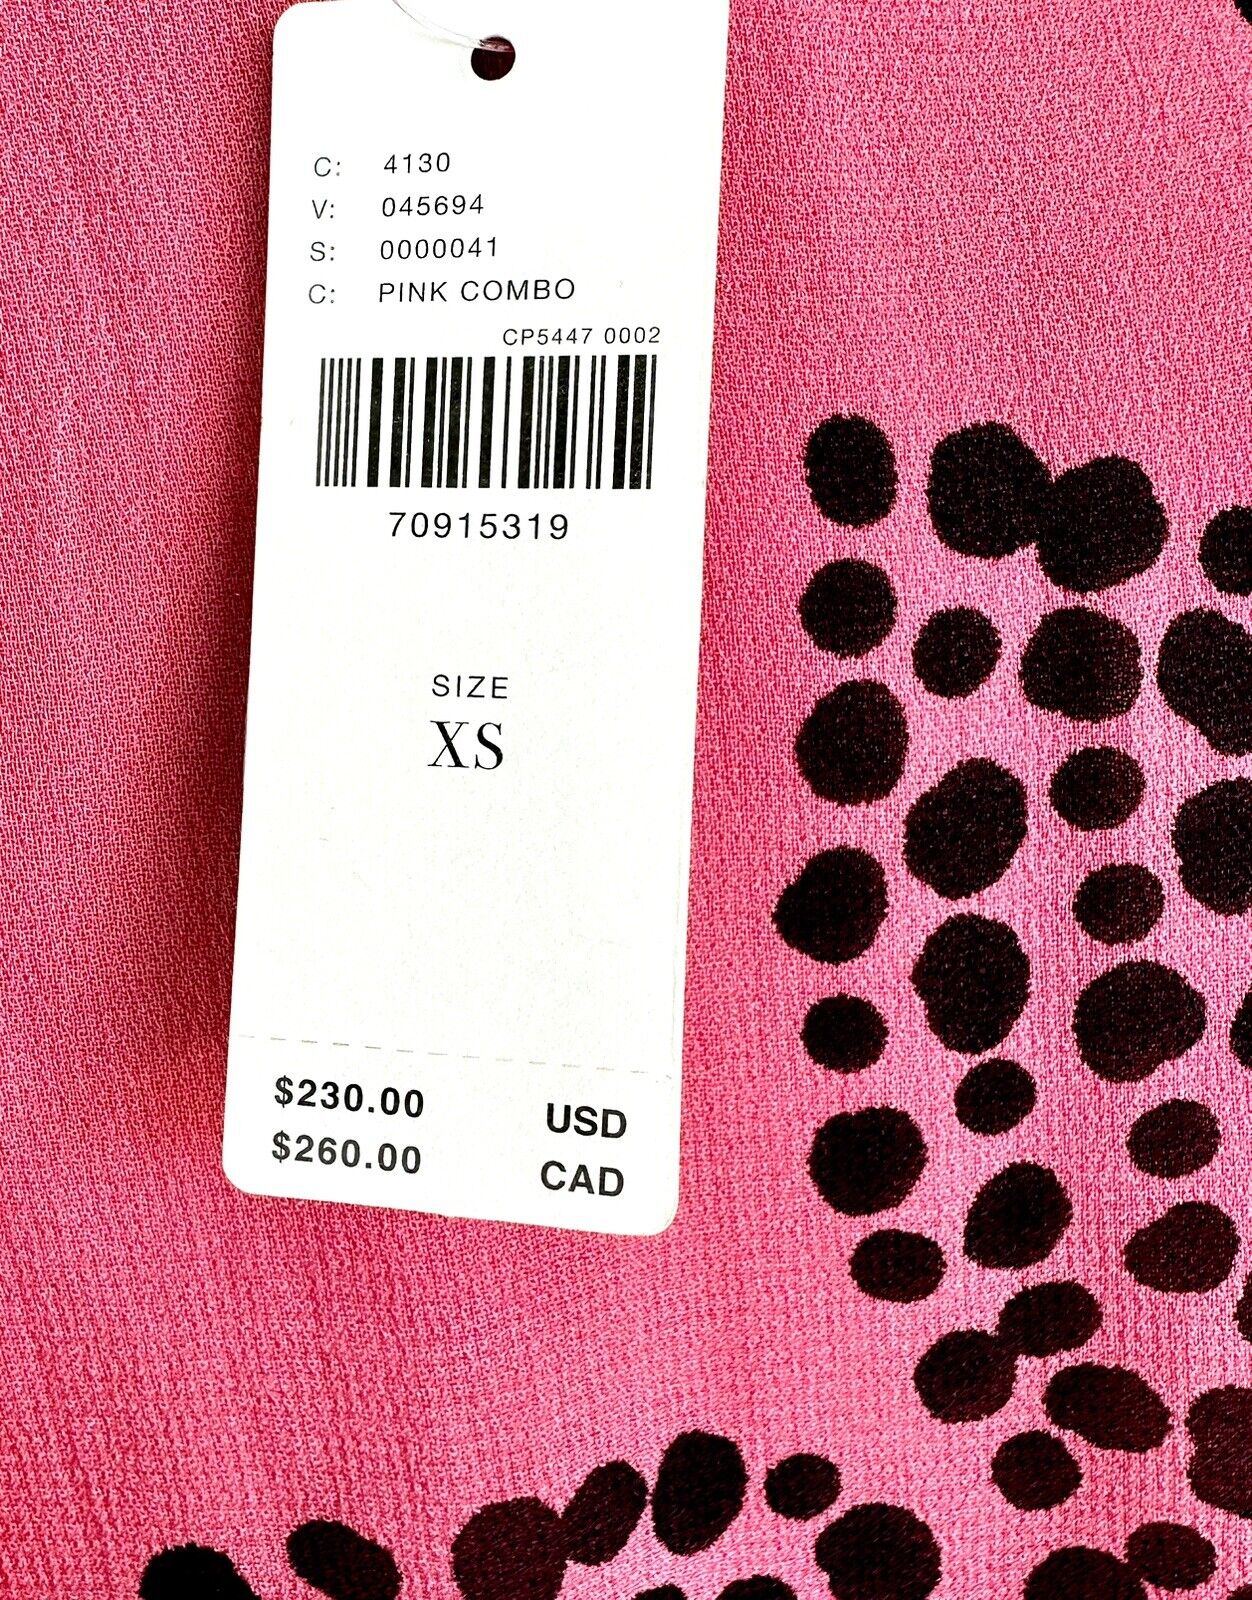 C: 4130
V: 045694
S: 0000041
C: PINK COMBO
CP5447 0002
70915319
SIZE
XS
$230.00 USD
$260.00 CAD